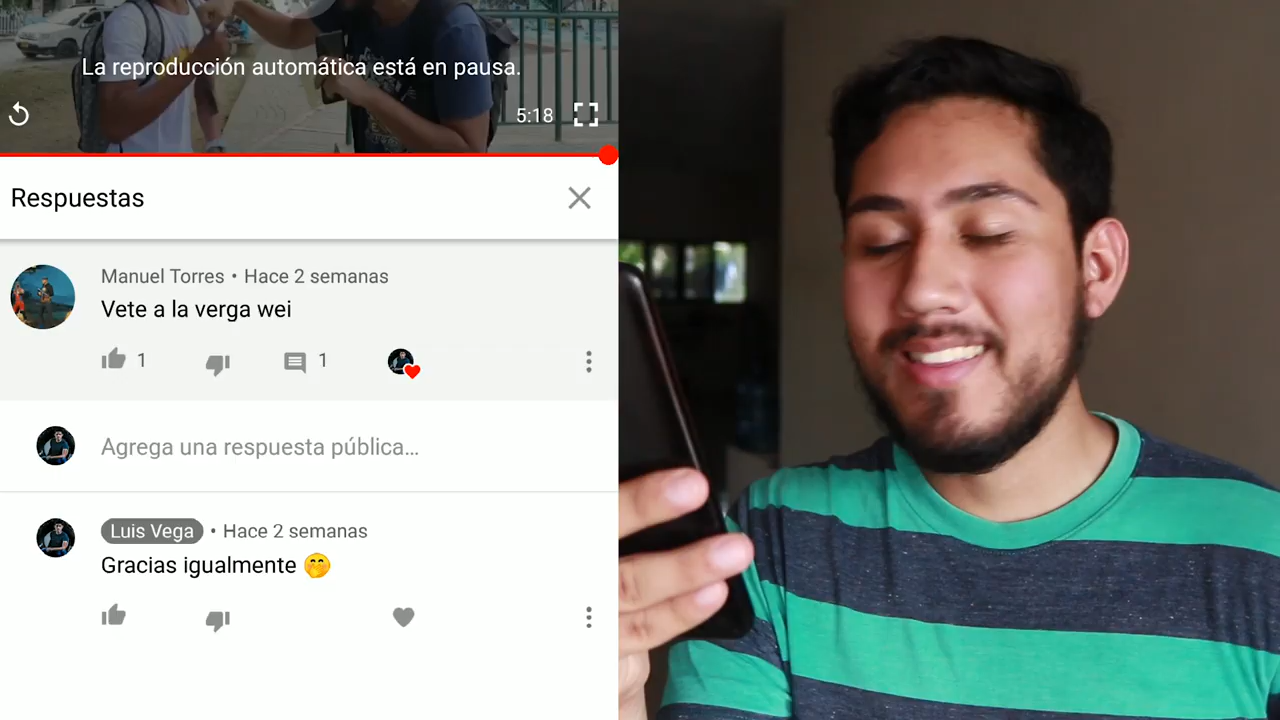 La reproducción automática está en pausa.
5:18
Respuestas
Manuel Torres • Hace 2 semanas
Vete a la verga wei
1
1
Agrega una respuesta pública...
Luis Vega • Hace 2 semanas
Gracias igualmente 🤭